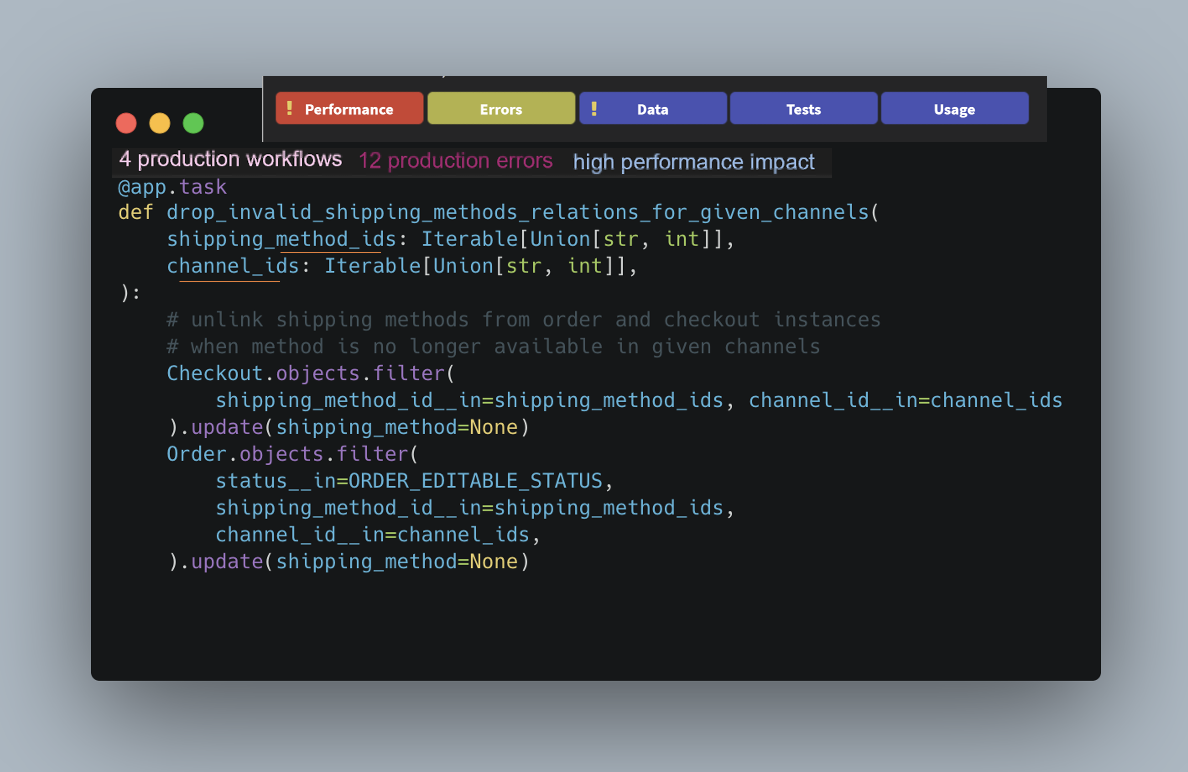 ! Performance Errors ! Data Tests Usage
4 production workflows 12 production errors high performance impact
@app.task
def drop_invalid_shipping_methods_relations_for_given_channels(
    shipping_method_ids: Iterable[Union[str, int]],
    channel_ids: Iterable[Union[str, int]],
):
    # unlink shipping methods from order and checkout instances
    # when method is no longer available in given channels
    Checkout.objects.filter(
        shipping_method_id__in=shipping_method_ids, channel_id__in=channel_ids
    ).update(shipping_method=None)
    Order.objects.filter(
        status__in=ORDER_EDITABLE_STATUS,
        shipping_method_id__in=shipping_method_ids,
        channel_id__in=channel_ids,
    ).update(shipping_method=None)